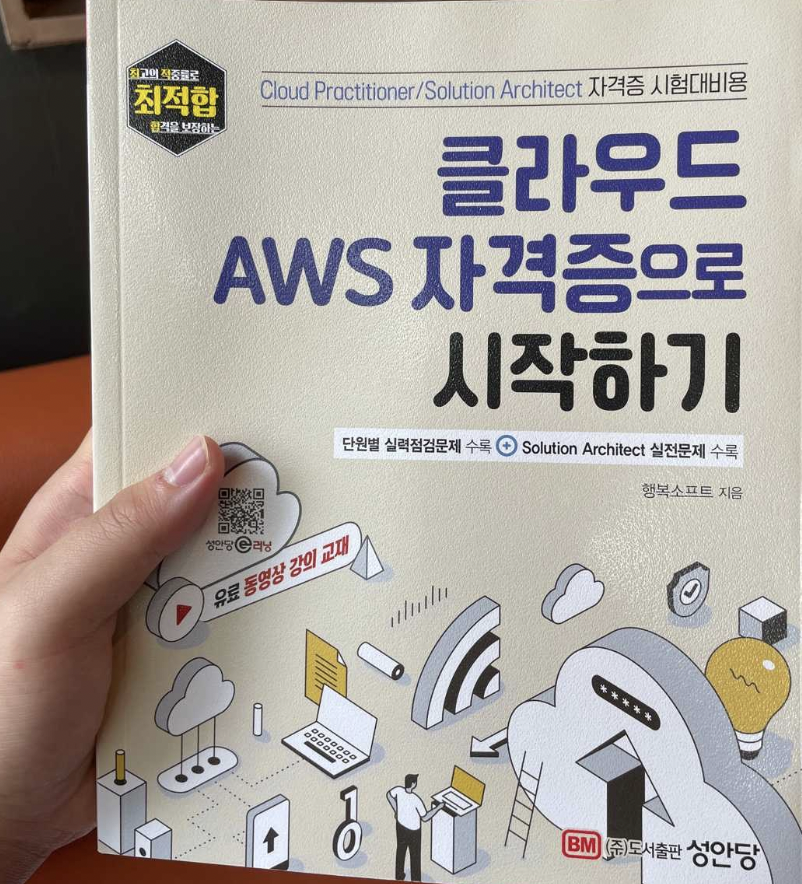 최고의 적중률로
최적합
합격을 보장하는
Cloud Practitioner/Solution Architect 자격증 시험대비용
클라우드
AWS 자격증으로
시작하기
단원별 실력점검문제 수록 + Solution Architect 실전문제 수록
행복소프트 지음
성안당 e 러닝
유료 동영상 강의 교재
*****
1
0
BM (주)도서출판 성안당